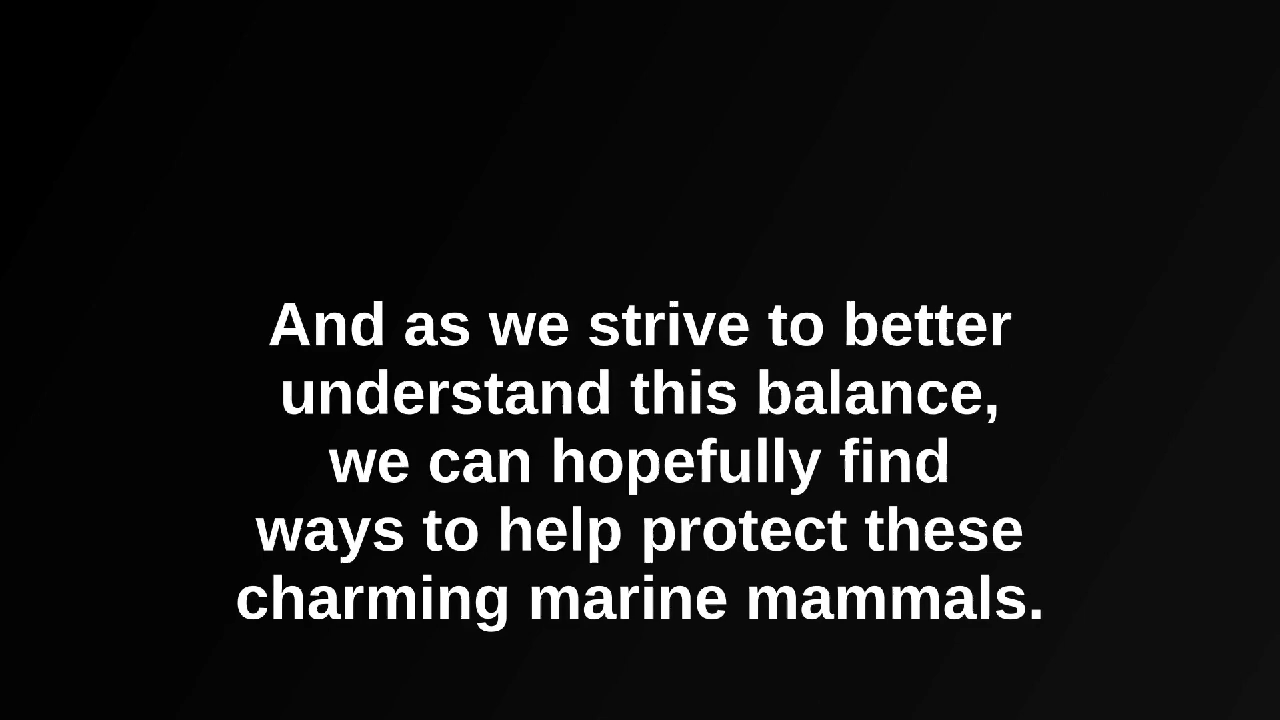 And as we strive to better
understand this balance,
we can hopefully find
ways to help protect these
charming marine mammals.